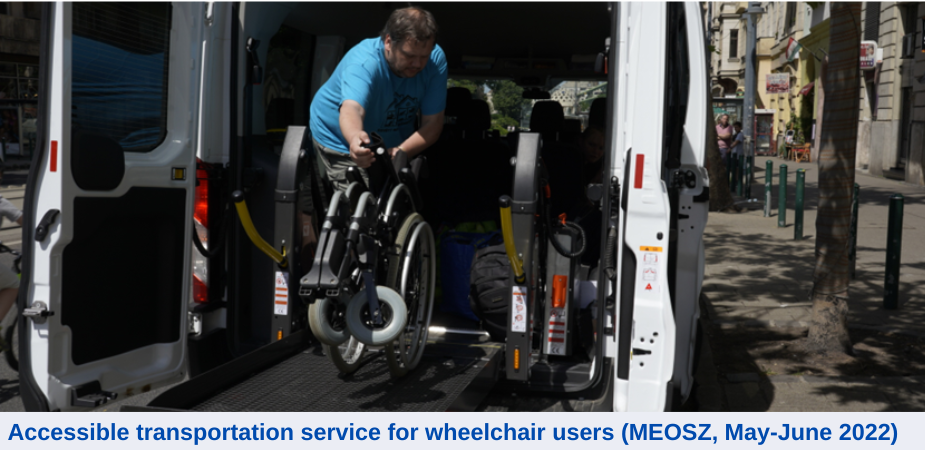 Accessible transportation service for wheelchair users (MEOSZ, May-June 2022)